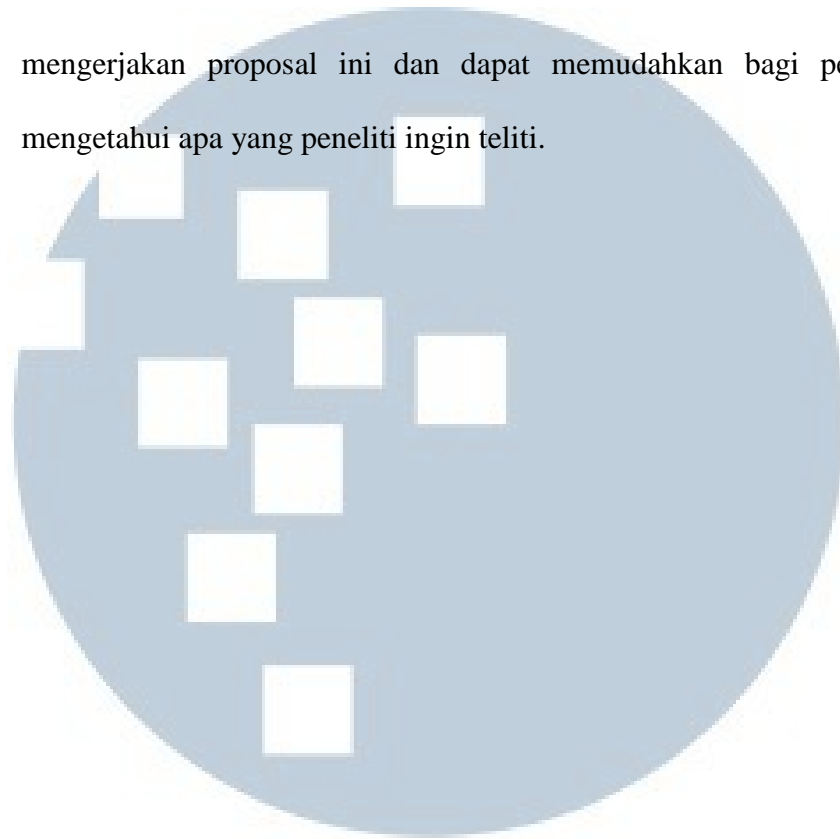 mengerjakan proposal ini dan dapat memudahkan bagi
mengetahui apa yang peneliti ingin teliti.